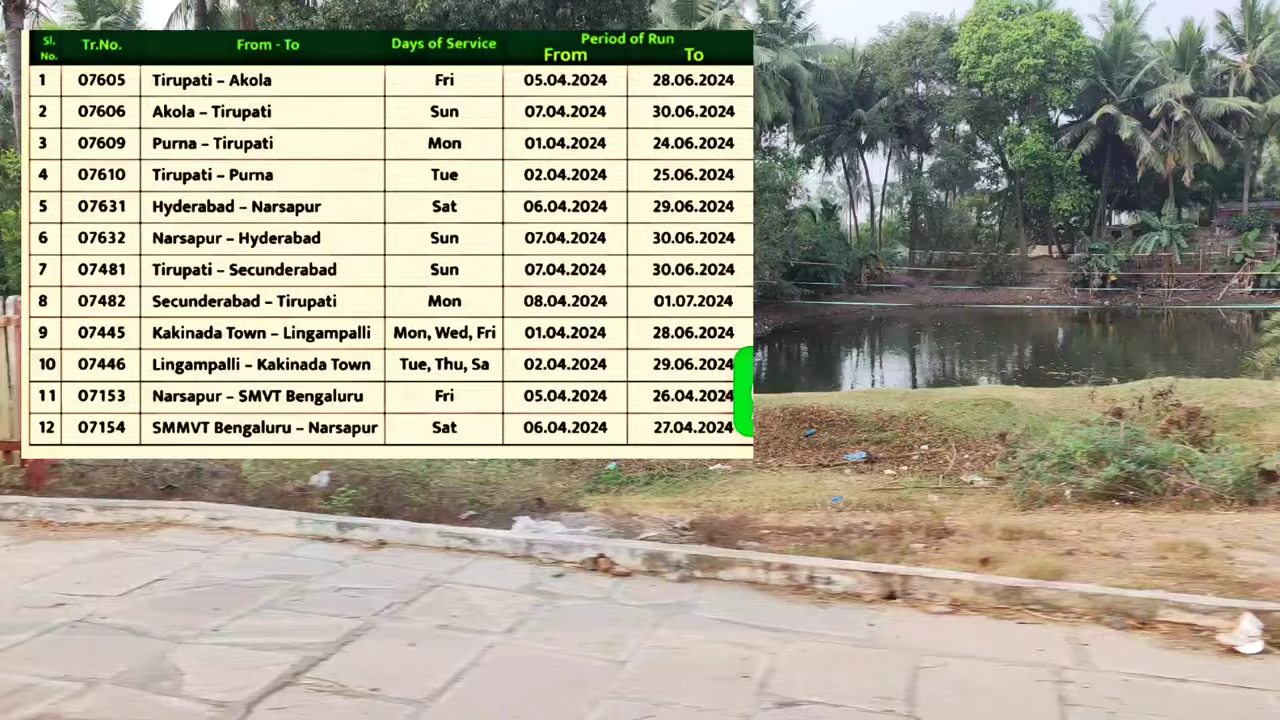 Sl. No. Tr.No. From - To Days of Service Period of Run From To
1 07605 Tirupati – Akola Fri 05.04.2024 28.06.2024
2 07606 Akola – Tirupati Sun 07.04.2024 30.06.2024
3 07609 Purna – Tirupati Mon 01.04.2024 24.06.2024
4 07610 Tirupati – Purna Tue 02.04.2024 25.06.2024
5 07631 Hyderabad – Narsapur Sat 06.04.2024 29.06.2024
6 07632 Narsapur – Hyderabad Sun 07.04.2024 30.06.2024
7 07481 Tirupati – Secunderabad Sun 07.04.2024 30.06.2024
8 07482 Secunderabad – Tirupati Mon 08.04.2024 01.07.2024
9 07445 Kakinada Town – Lingampalli Mon, Wed, Fri 01.04.2024 28.06.2024
10 07446 Lingampalli – Kakinada Town Tue, Thu, Sa 02.04.2024 29.06.2024
11 07153 Narsapur – SMVT Bengaluru Fri 05.04.2024 26.04.2024
12 07154 SMMVT Bengaluru – Narsapur Sat 06.04.2024 27.04.2024